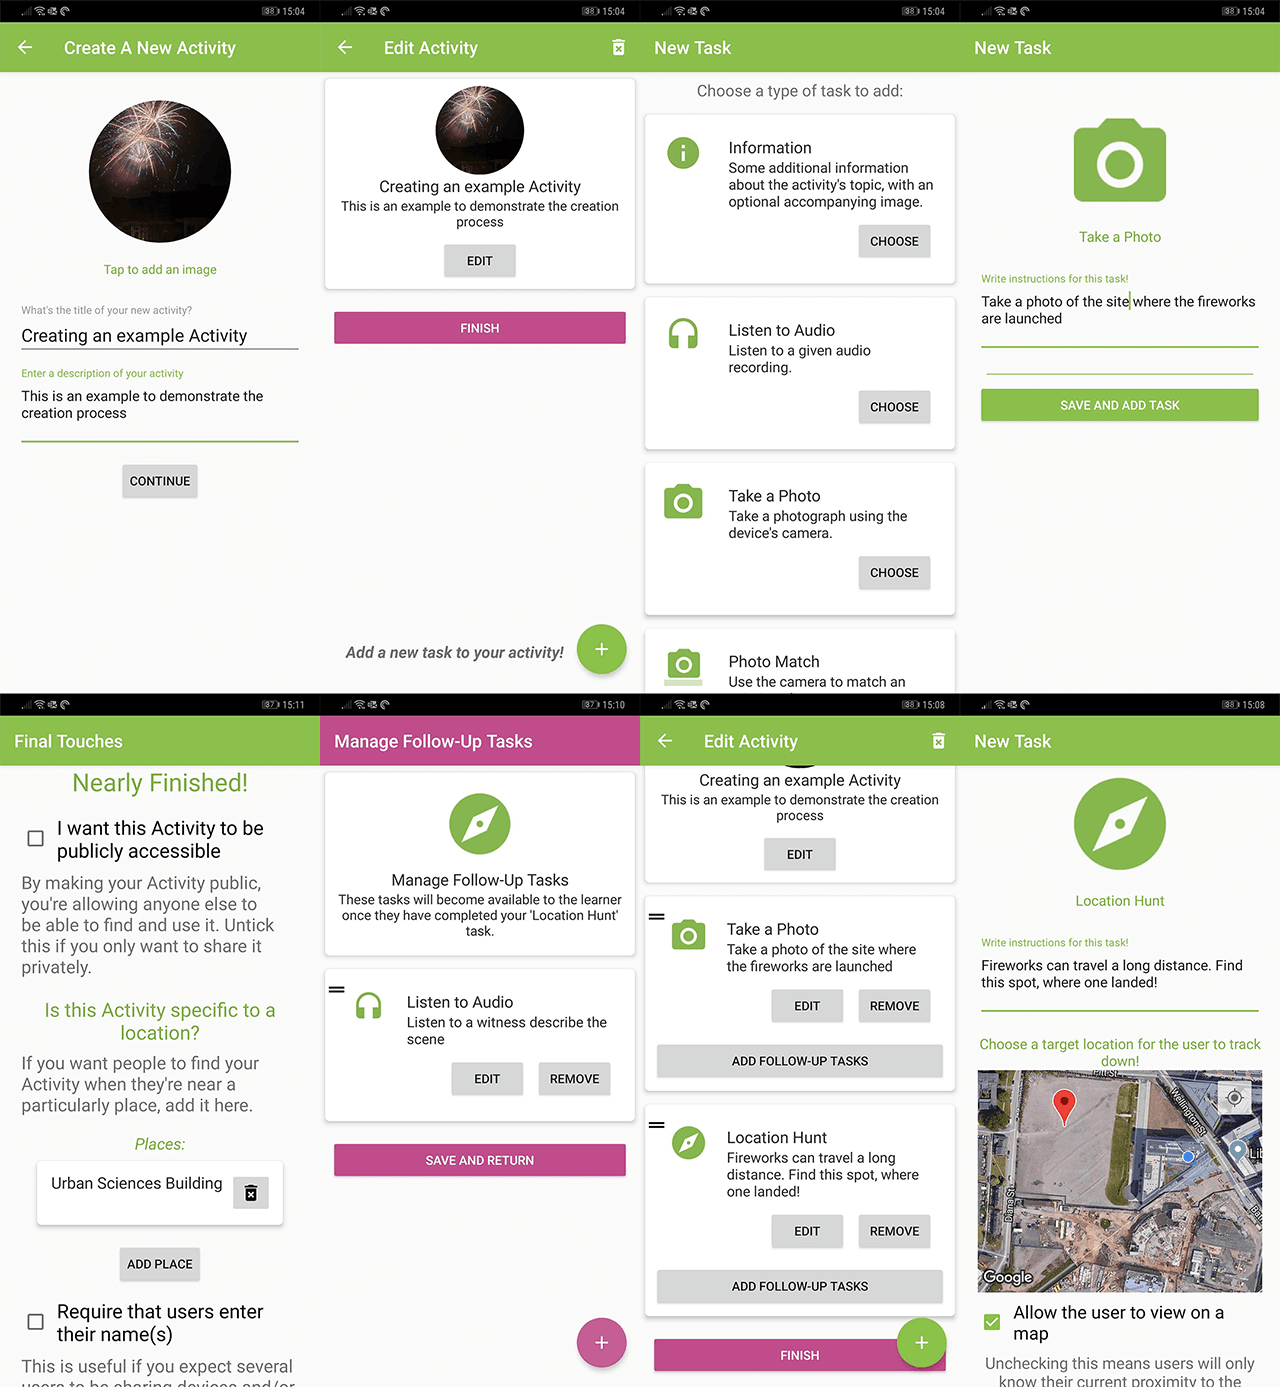 38 15:04
Create A New Activity
Tap to add an image
What's the title of your new activity?
Creating an example Activity
Enter a description of your activity
This is an example to demonstrate the
creation process
CONTINUE
38 15:04
Edit Activity
Creating an example Activity
This is an example to demonstrate the creation
process
EDIT
FINISH
Add a new task to your activity!
38 15:04
New Task
Choose a type of task to add:
Information
Some additional information
about the activity's topic, with an
optional accompanying image.
CHOOSE
Listen to Audio
Listen to a given audio
recording.
CHOOSE
Take a Photo
Take a photograph using the
device's camera.
CHOOSE
Photo Match
Use the camera to match an
38 15:04
New Task
Take a Photo
Write instructions for this task!
Take a photo of the site where the fireworks
are launched
SAVE AND ADD TASK
37 15:11
Final Touches
Nearly Finished!
I want this Activity to be
publicly accessible
By making your Activity public,
you're allowing anyone else to
be able to find and use it. Untick
this if you only want to share it
privately.
Is this Activity specific to a
location?
If you want people to find your
Activity when they're near a
particularly place, add it here.
Places:
Urban Sciences Building
ADD PLACE
Require that users enter
their name(s)
This is useful if you expect several
users to be sharing devices and/or
37 15:10
Manage Follow-Up Tasks
Manage Follow-Up Tasks
These tasks will become available to the learner
once they have completed your 'Location Hunt'
task.
Listen to Audio
Listen to a witness describe the
scene
EDIT REMOVE
SAVE AND RETURN
38 15:08
Edit Activity
Creating an example Activity
This is an example to demonstrate the creation
process
EDIT
Take a Photo
Take a photo of the site where
the fireworks are launched
EDIT REMOVE
ADD FOLLOW-UP TASKS
Location Hunt
Fireworks can travel a long
distance. Find this spot, where
one landed!
EDIT REMOVE
ADD FOLLOW-UP TASKS
FINISH
38 15:08
New Task
Location Hunt
Write instructions for this task!
Fireworks can travel a long distance. Find
this spot, where one landed!
Choose a target location for the user to track
down!
Wellington St
Diana St
Google
Allow the user to view on a
map
Unchecking this means users will only
know their current proximity to the